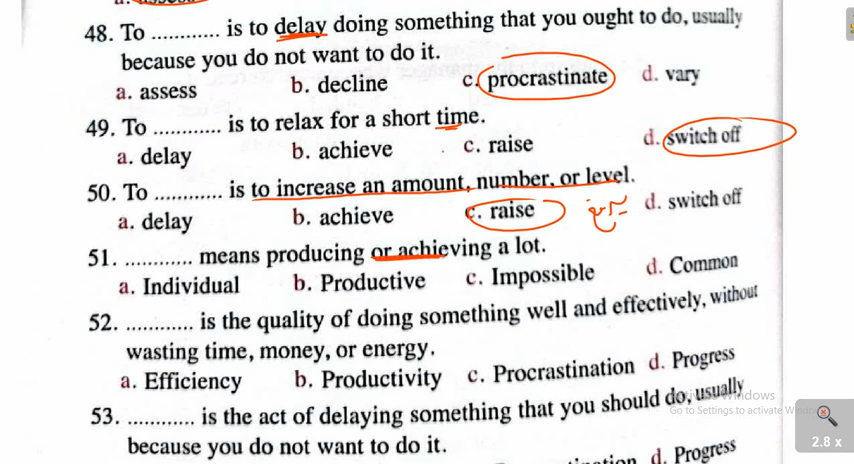 48. To ............ is to delay doing something that you ought to do, usually
because you do not want to do it.
a. assess b. decline c. procrastinate d. vary
49. To ............ is to relax for a short time.
a. delay b. achieve c. raise d. switch off
50. To ............ is to increase an amount, number, or level.
a. delay b. achieve c. raise d. switch off
51. ............ means producing or achieving a lot.
a. Individual b. Productive c. Impossible d. Common
52. ............ is the quality of doing something well and effectively, without
wasting time, money, or energy.
a. Efficiency b. Productivity c. Procrastination d. Progress
53. ............ is the act of delaying something that you should do, usually
because you do not want to do it.
d. Progress
Windows
Go to Settings to activate Windows
2.8 x